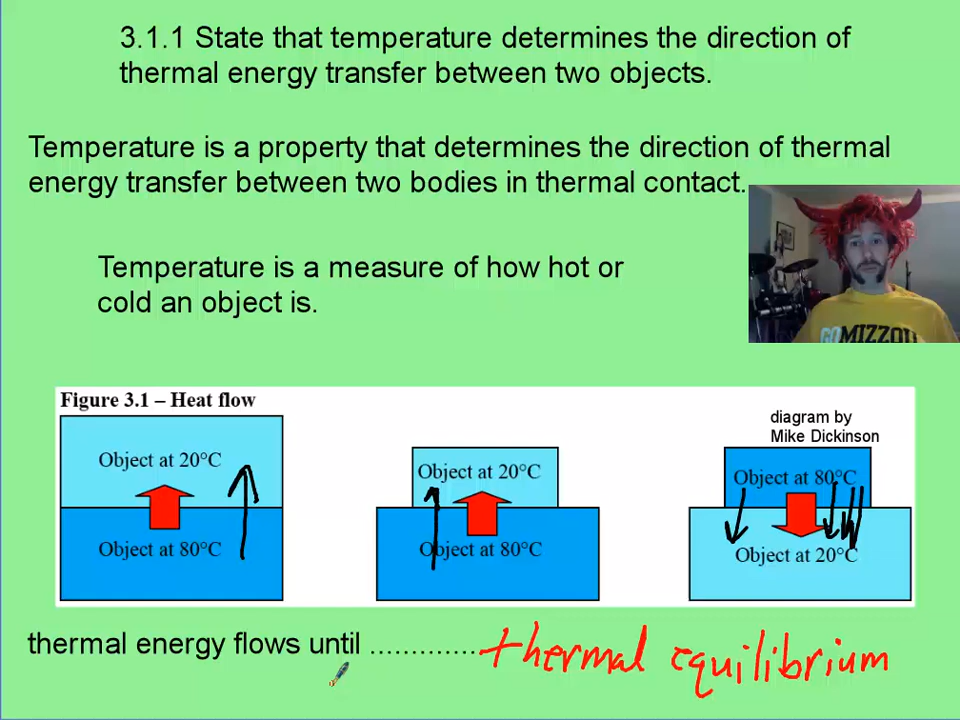 3.1.1 State that temperature determines the direction of
thermal energy transfer between two objects.
Temperature is a property that determines the direction of thermal
energy transfer between two bodies in thermal contact.
Temperature is a measure of how hot or
cold an object is.
GOMIZZOU
Figure 3.1 – Heat flow
diagram by
Mike Dickinson
Object at 20°C
Object at 80°C
Object at 20°C
Object at 80°C
Object at 80°C
Object at 20°C
thermal energy flows until ............. thermal equilibrium